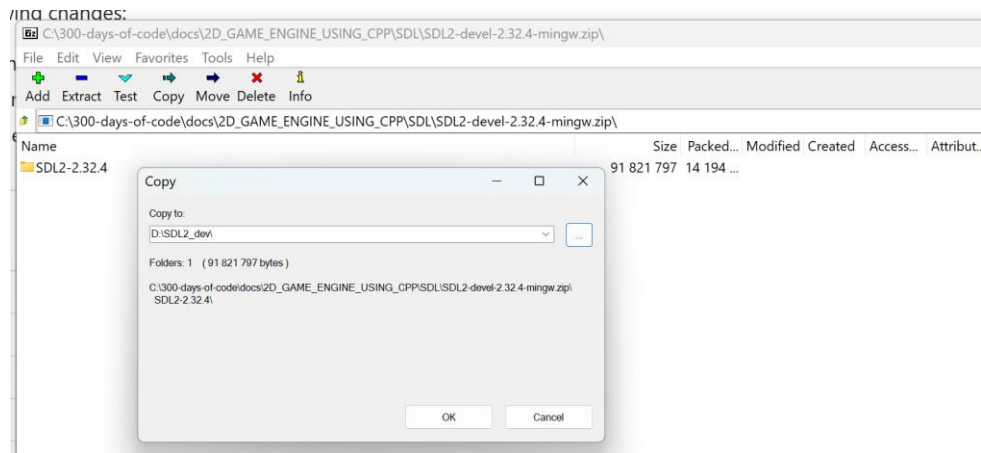 ving changes:
C:\300-days-of-code\docs\2D_GAME_ENGINE_USING_CPP\SDL\SDL2-devel-2.32.4-mingw.zip\
File Edit View Favorites Tools Help
Add Extract Test Copy Move Delete Info
C:\300-days-of-code\docs\2D_GAME_ENGINE_USING_CPP\SDL\SDL2-devel-2.32.4-mingw.zip\
Name Size Packed... Modified Created Access... Attribut...
SDL2-2.32.4 91 821 797 14 194 ...
Copy
Copy to:
D:\SDL2_dev\
...
Folders: 1 ( 91 821 797 bytes )
C:\300-days-of-code\docs\2D_GAME_ENGINE_USING_CPP\SDL\SDL2-devel-2.32.4-mingw.zip\
SDL2-2.32.4\
OK Cancel